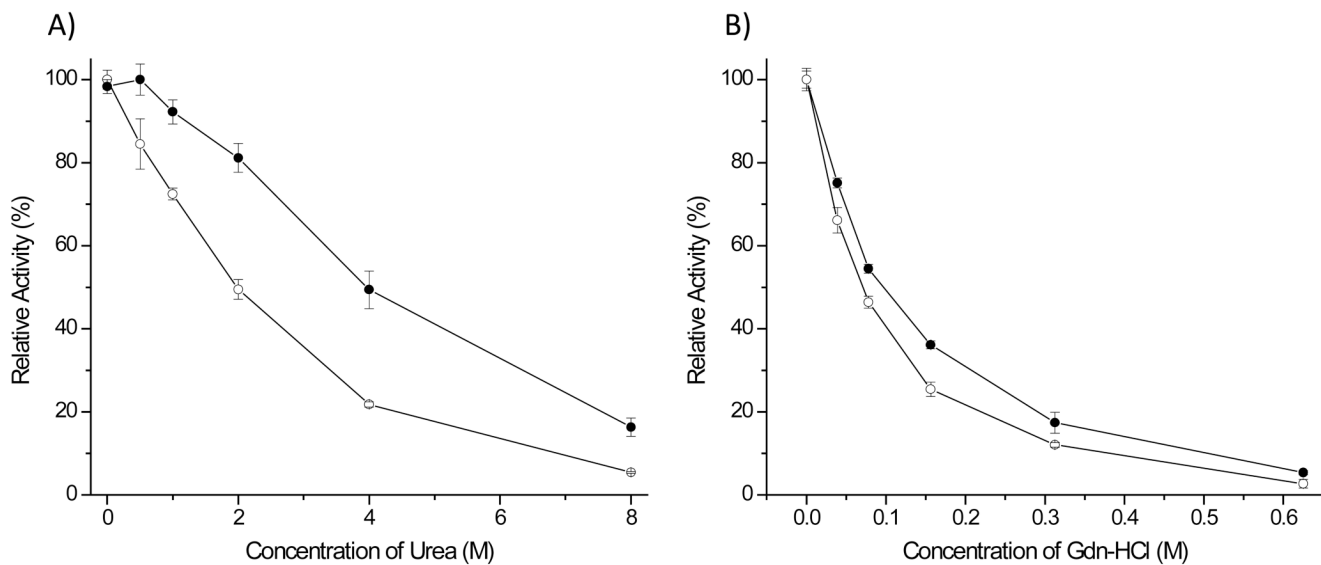 A)
Relative Activity (%)
100
80
60
40
20
0
0 2 4 6 8
Concentration of Urea (M)
B)
Relative Activity (%)
100
80
60
40
20
0
0.0 0.1 0.2 0.3 0.4 0.5 0.6
Concentration of Gdn-HCl (M)